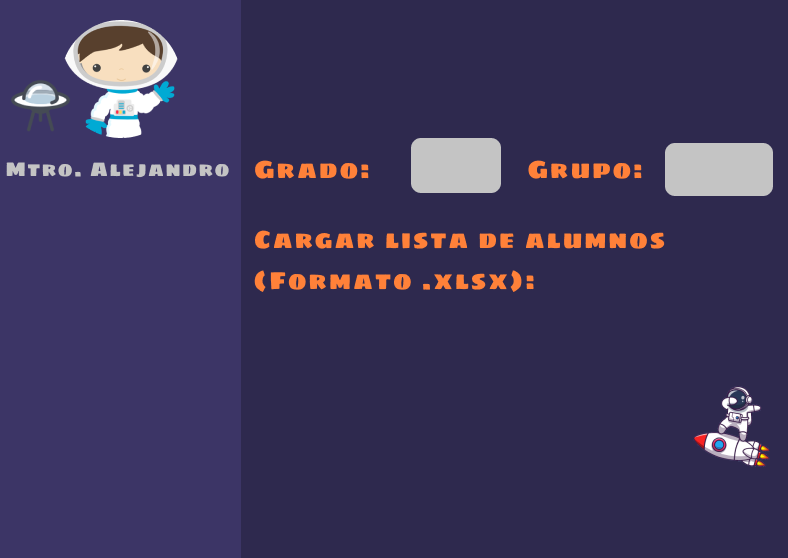 Mtro. Alejandro
Grado:
Grupo:
Cargar lista de alumnos
(Formato .xlsx):